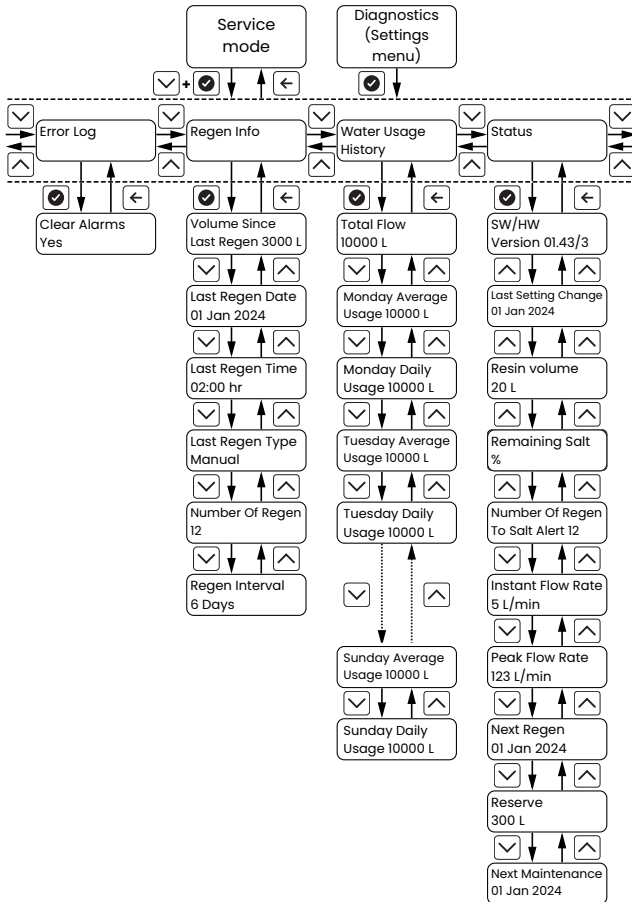 Service
mode
Diagnostics
(Settings
menu)
+
Error Log
Regen Info
Water Usage
History
Status
Clear Alarms
Yes
Volume Since
Last Regen 3000 L
Last Regen Date
01 Jan 2024
Last Regen Time
02:00 hr
Last Regen Type
Manual
Number Of Regen
12
Regen Interval
6 Days
Total Flow
10000 L
Monday Average
Usage 10000 L
Monday Daily
Usage 10000 L
Tuesday Average
Usage 10000 L
Tuesday Daily
Usage 10000 L
Sunday Average
Usage 10000 L
Sunday Daily
Usage 10000 L
SW/HW
Version 01.43/3
Last Setting Change
01 Jan 2024
Resin volume
20 L
Remaining Salt
%
Number Of Regen
To Salt Alert 12
Instant Flow Rate
5 L/min
Peak Flow Rate
123 L/min
Next Regen
01 Jan 2024
Reserve
300 L
Next Maintenance
01 Jan 2024